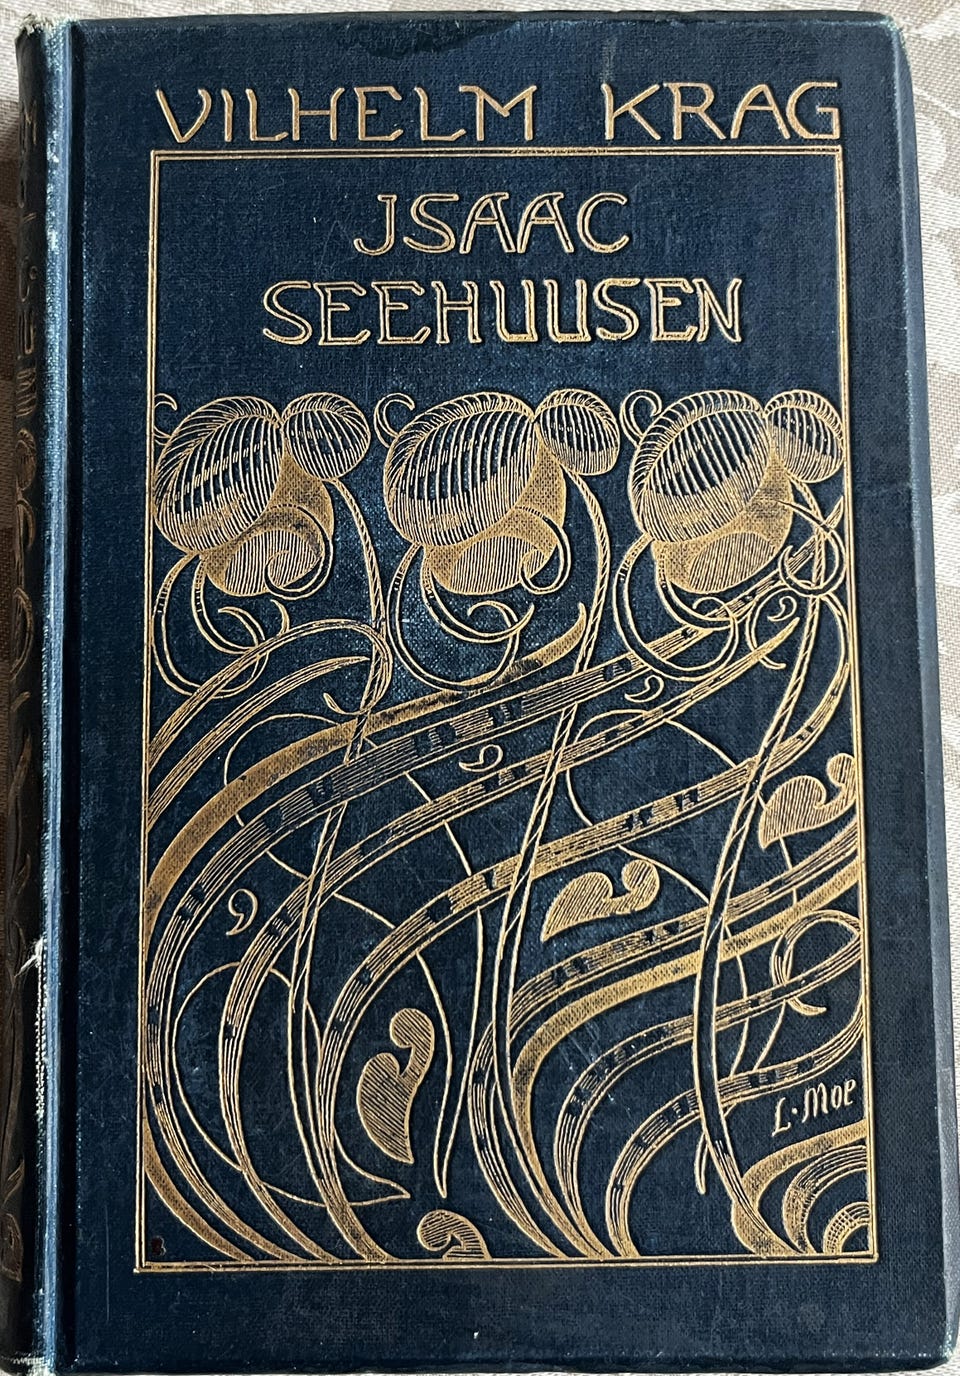 VILHELM KRAG
JSAAC
SEEHUUSEN
L. MOE